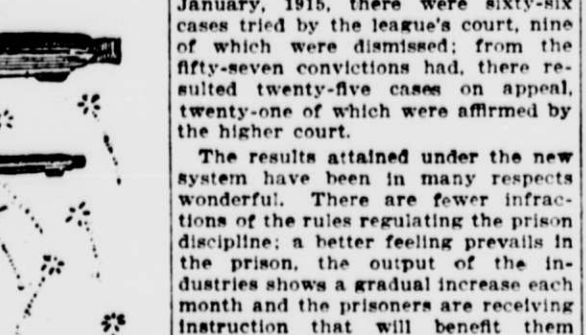 January, 1915, there were sixty-six
cases tried by the league's court, nine
of which were dismissed; from the
fifty-seven convictions had, there re-
sulted twenty-five cases on appeal,
twenty-one of which were affirmed by
the higher court.
The results attained under the new
system have been in many respects
wonderful. There are fewer infrac-
tions of the rules regulating the prison
discipline; a better feeling prevails in
the prison, the output of the in-
dustries shows a gradual increase each
month and the prisoners are receiving
instruction that will benefit them